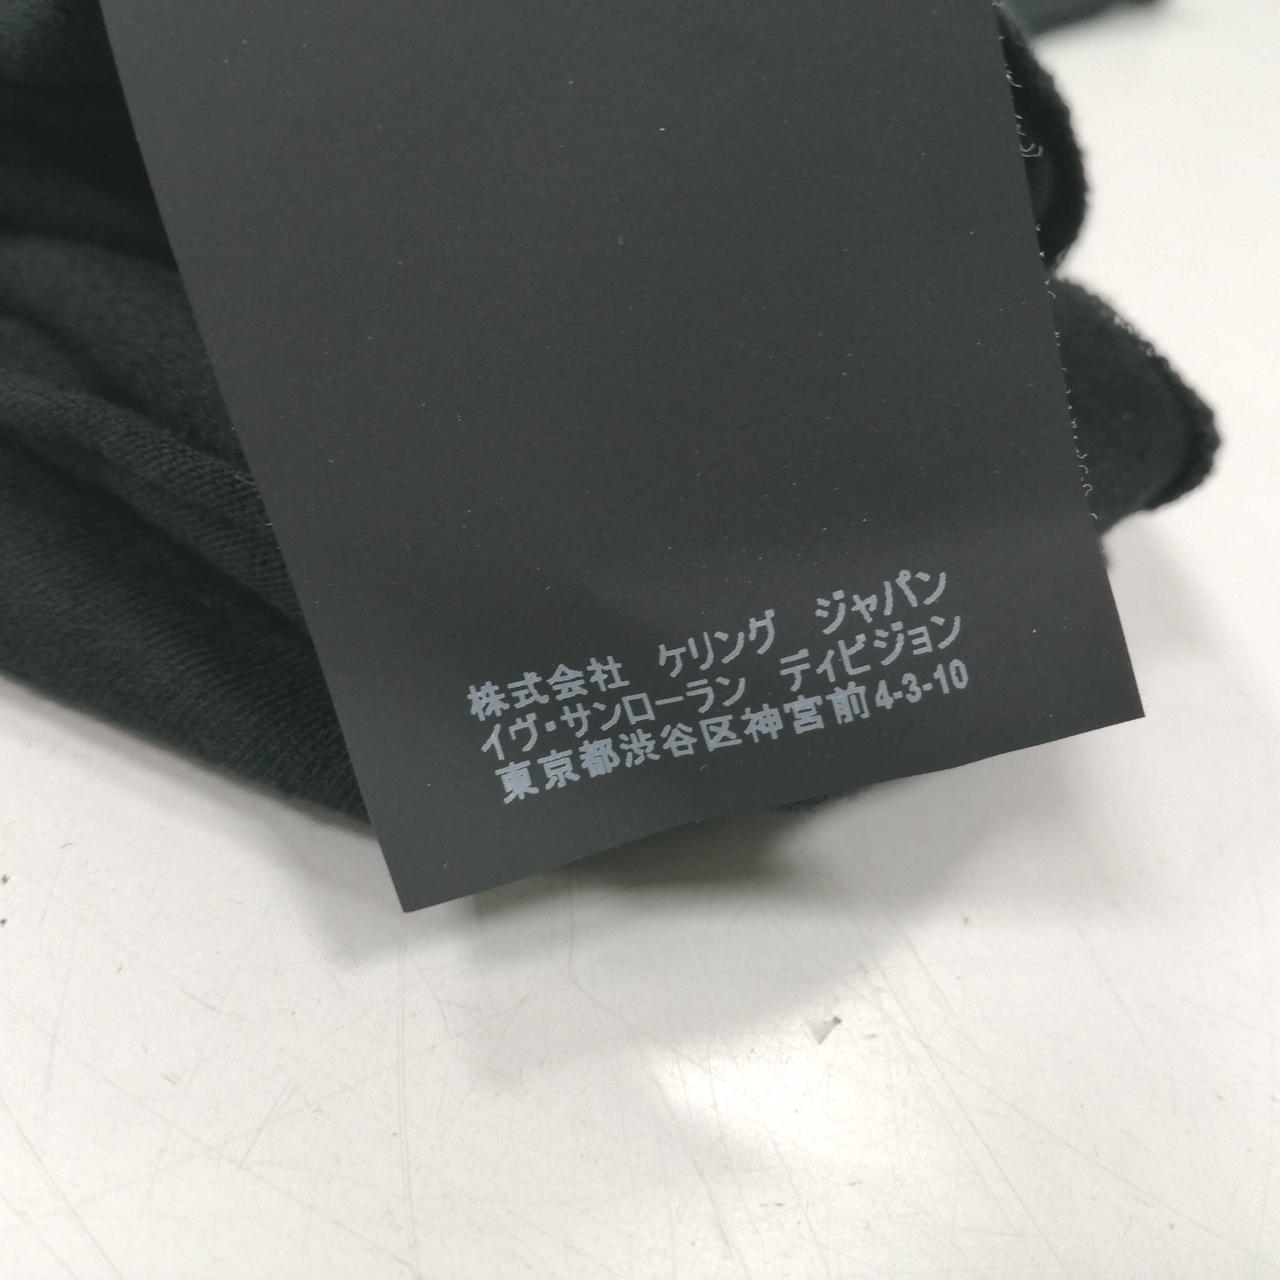 株式会社　ケリング　ジャパン
イヴ・サンローラン　ディビジョン
東京都渋谷区神宮前4-3-10